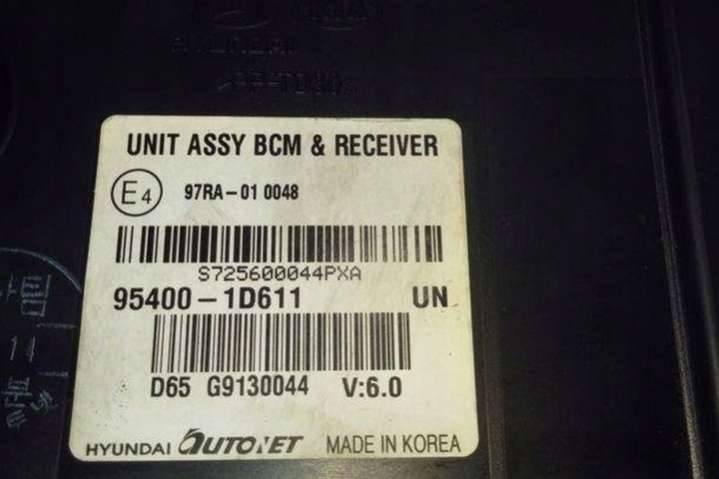 UNIT ASSY BCM & RECEIVER
E4 97RA-01 0048
S725600044PXA
95400-1D611 UN
D65 G9130044 V:6.0
HYUNDAI AUTONET MADE IN KOREA
14